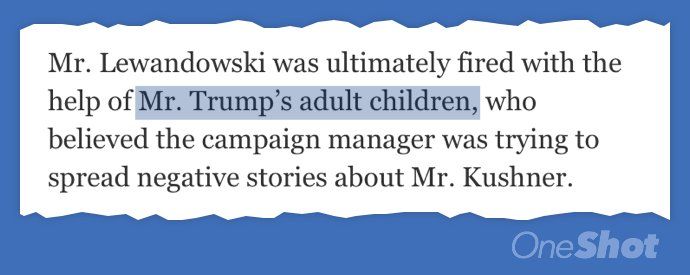 Mr. Lewandowski was ultimately fired with the
help of Mr. Trump’s adult children, who
believed the campaign manager was trying to
spread negative stories about Mr. Kushner.
OneShot